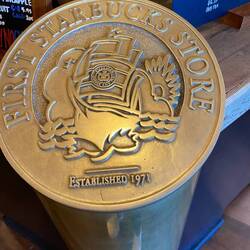 FIRST STARBUCKS STORE
ESTABLISHED 1971